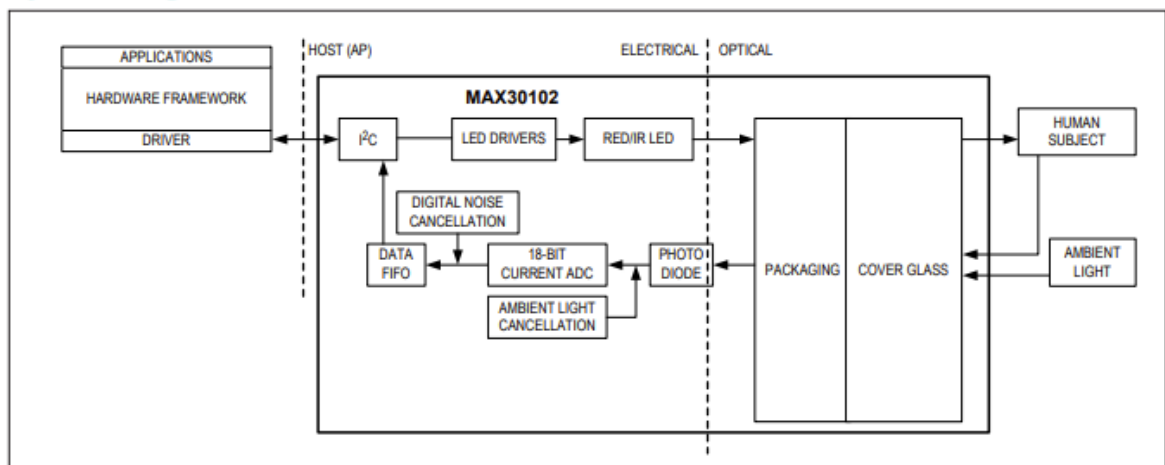 APPLICATIONS
HARDWARE FRAMEWORK
DRIVER
HOST (AP)
ELECTRICAL
OPTICAL
MAX30102
I²C
LED DRIVERS
RED/IR LED
DIGITAL NOISE
CANCELLATION
DATA
FIFO
18-BIT
CURRENT ADC
AMBIENT LIGHT
CANCELLATION
PHOTO
DIODE
PACKAGING
COVER GLASS
HUMAN
SUBJECT
AMBIENT
LIGHT